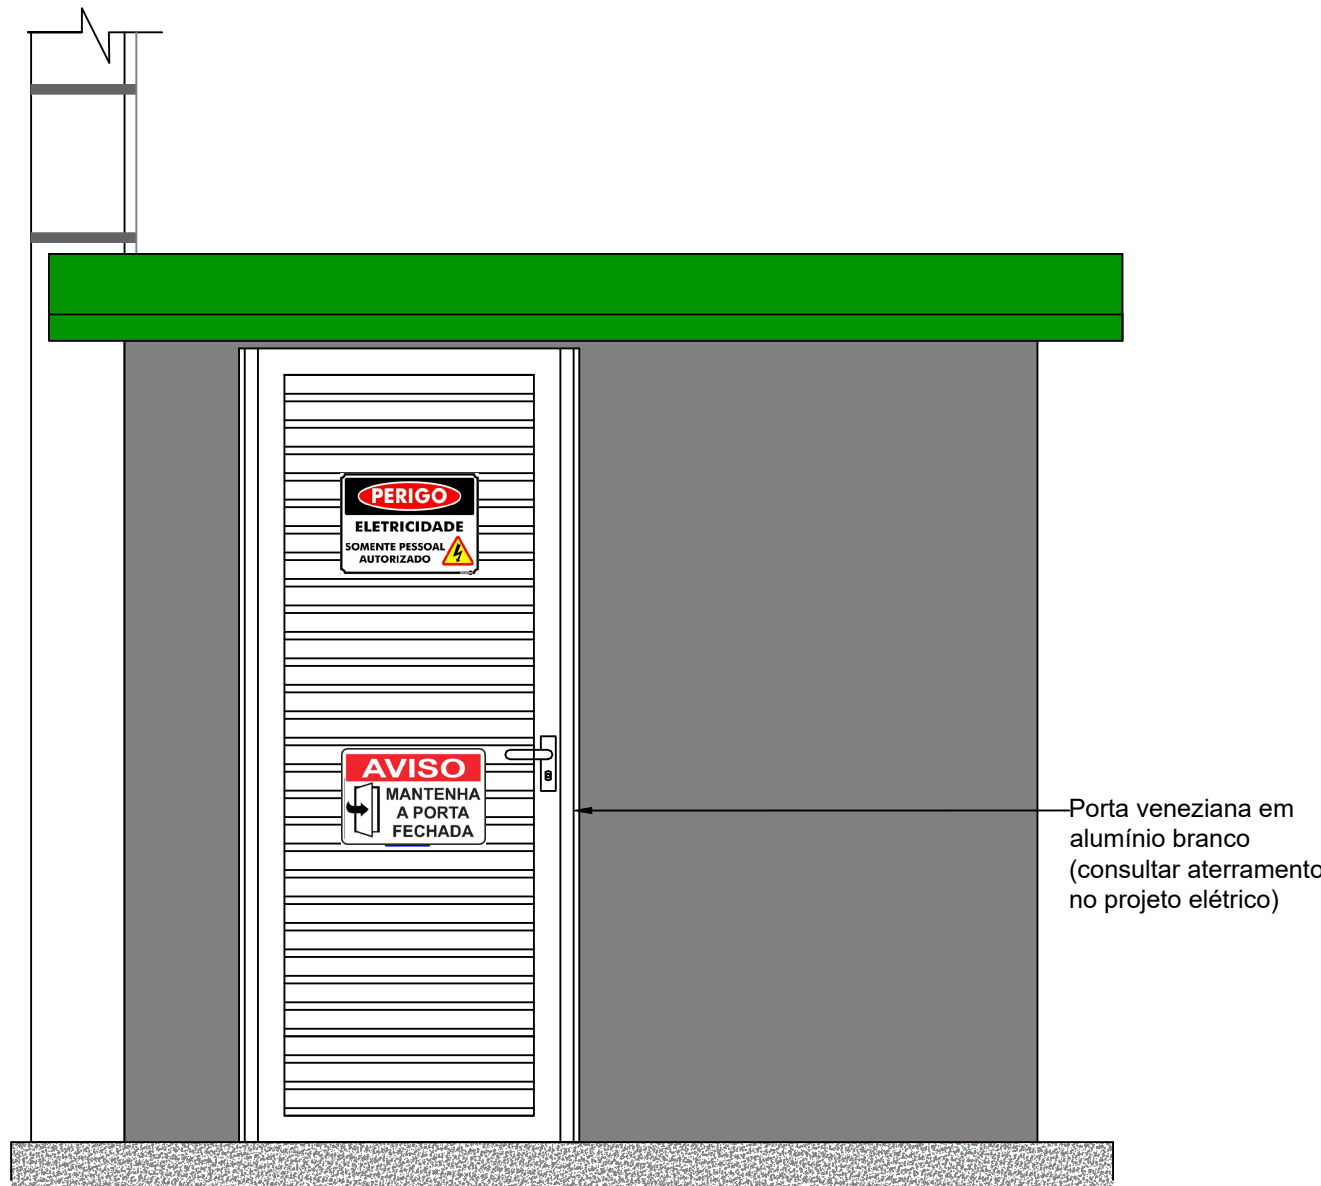 PERIGO
ELETRICIDADE
SOMENTE PESSOAL
AUTORIZADO
AVISO
MANTENHA
A PORTA
FECHADA
Porta veneziana em
alumínio branco
(consultar aterramento
no projeto elétrico)